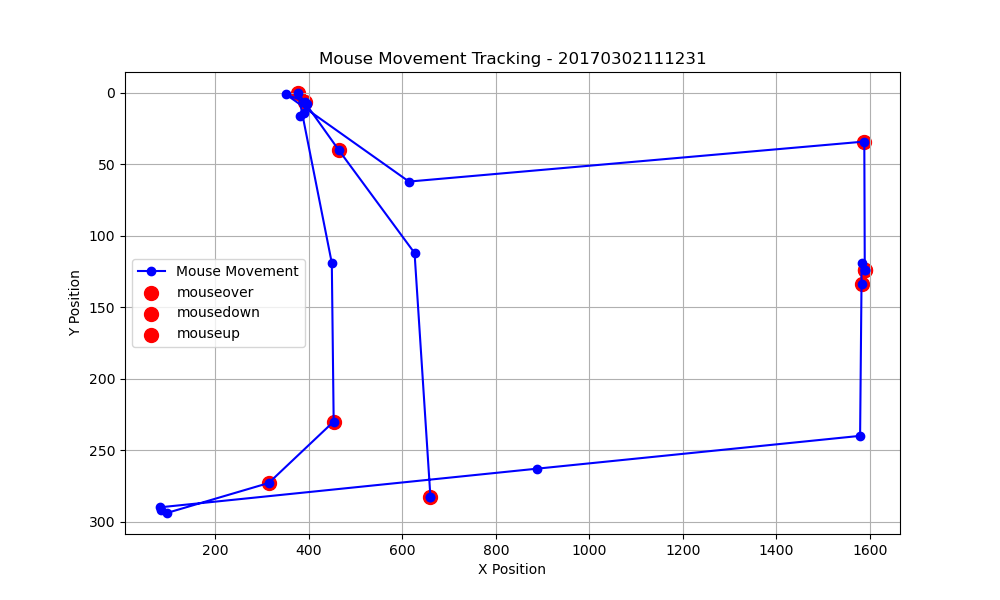 Mouse Movement Tracking - 20170302111231
0
50
100
150
200
250
300
Y Position
Mouse Movement
mouseover
mousedown
mouseup
200 400 600 800 1000 1200 1400 1600
X Position